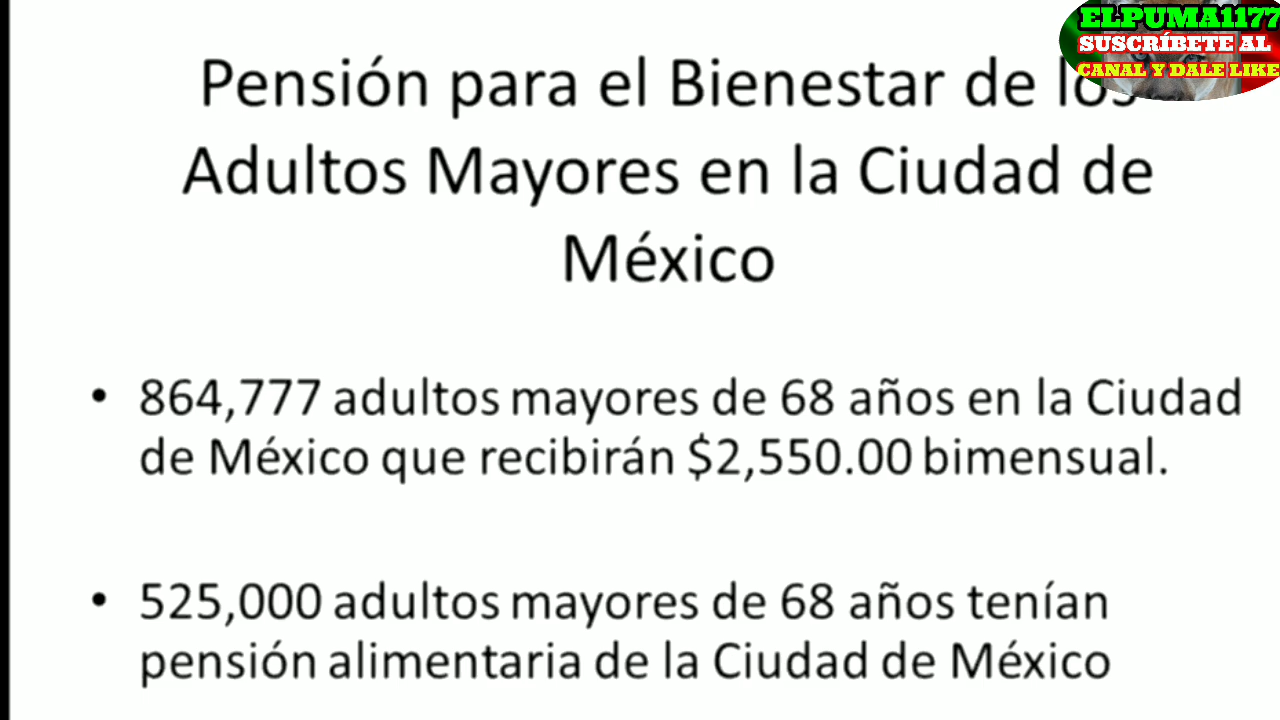 ELPUMA1177
SUSCRÍBETE AL
CANAL Y DALE LIKE
Pensión para el Bienestar de los
Adultos Mayores en la Ciudad de
México
• 864,777 adultos mayores de 68 años en la Ciudad
de México que recibirán $2,550.00 bimensual.
• 525,000 adultos mayores de 68 años tenían
pensión alimentaria de la Ciudad de México